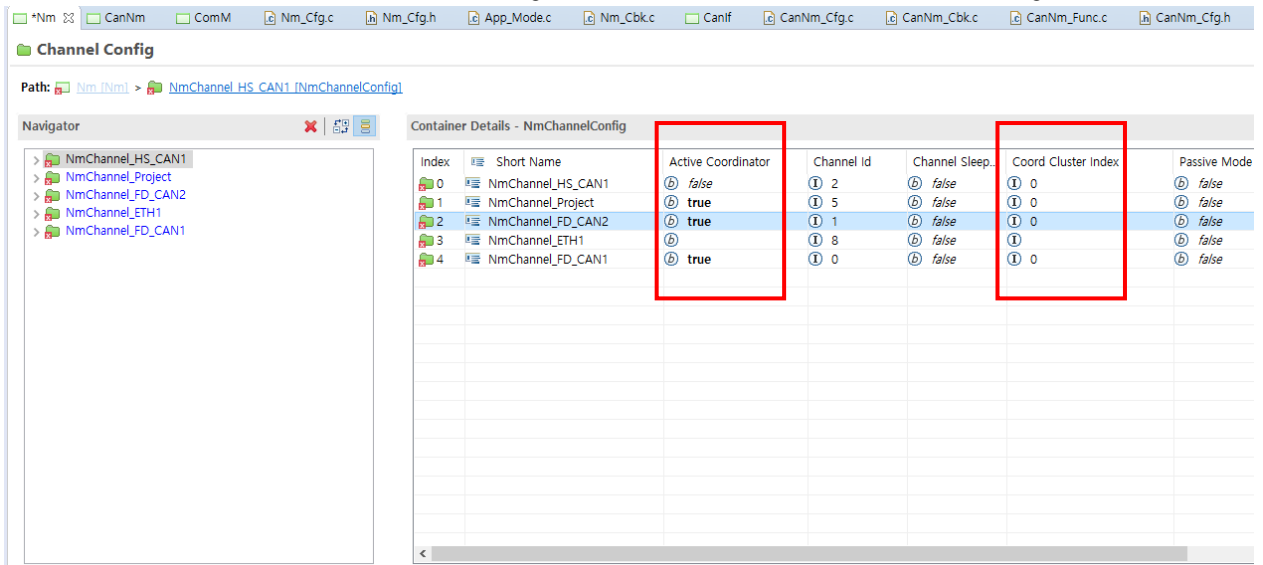 *Nm CanNm ComM Nm_Cfg.c Nm_Cfg.h App_Mode.c Nm_Cbk.c CanIf CanNm_Cfg.c CanNm_Cbk.c CanNm_Func.c CanNm_Cfg.h
Channel Config
Path: Nm [Nm] > NmChannel_HS_CAN1 [NmChannelConfig]
Navigator
NmChannel_HS_CAN1
NmChannel_Project
NmChannel_FD_CAN2
NmChannel_ETH1
NmChannel_FD_CAN1
Container Details - NmChannelConfig
Index Short Name Active Coordinator Channel Id Channel Sleep.. Coord Cluster Index Passive Mode
0 NmChannel_HS_CAN1 false 2 false 0 false
1 NmChannel_Project true 5 false 0 false
2 NmChannel_FD_CAN2 true 1 false 0 false
3 NmChannel_ETH1 8 false false
4 NmChannel_FD_CAN1 true 0 false 0 false